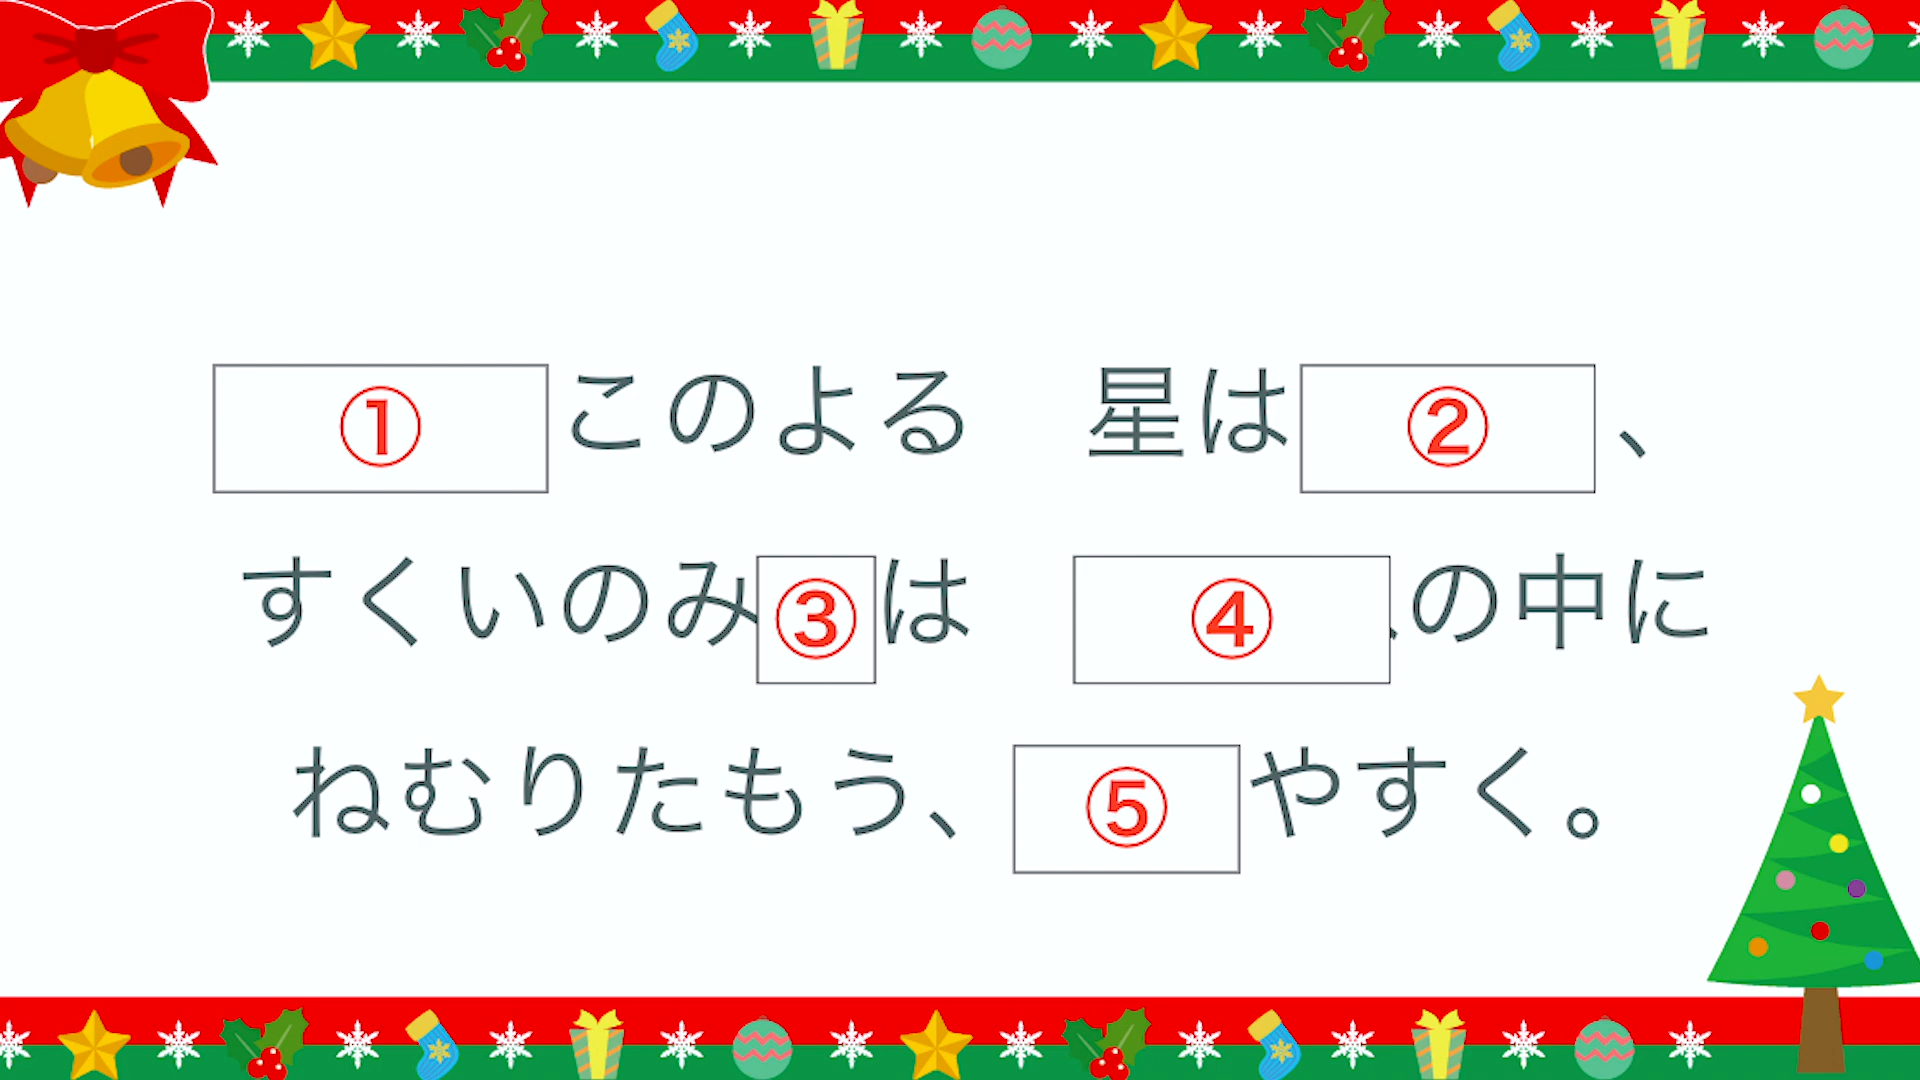 ①このよる　星は②、
すくいのみ③は　④の中に
ねむりたもう、⑤やすく。